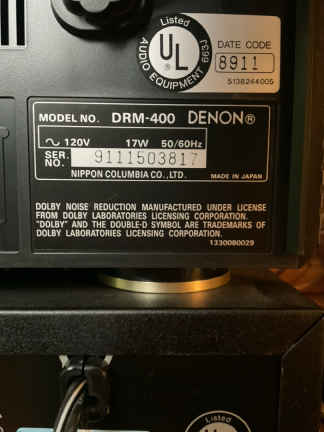 Listed
UL
AUDIO EQUIPMENT 663J
DATE CODE
8911
5138244005
MODEL NO. DRM-400 DENON®
~ 120V 17W 50/60Hz
SER. NO. 9111503817
NIPPON COLUMBIA CO., LTD. MADE IN JAPAN
DOLBY NOISE REDUCTION MANUFACTURED UNDER LICENSE
FROM DOLBY LABORATORIES LICENSING CORPORATION.
"DOLBY" AND THE DOUBLE-D SYMBOL ARE TRADEMARKS OF
DOLBY LABORATORIES LICENSING CORPORATION.
1330080029
Listed